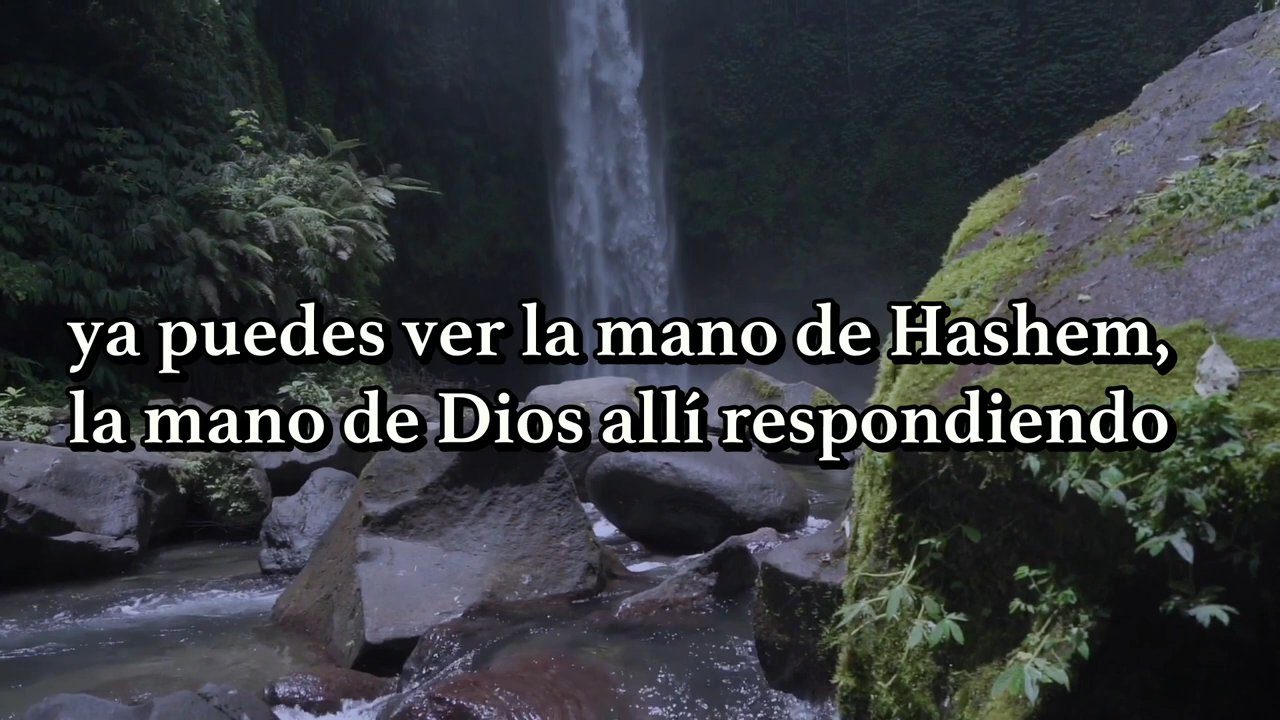 ya puedes ver la mano de Hashem,
la mano de Dios allí respondiendo